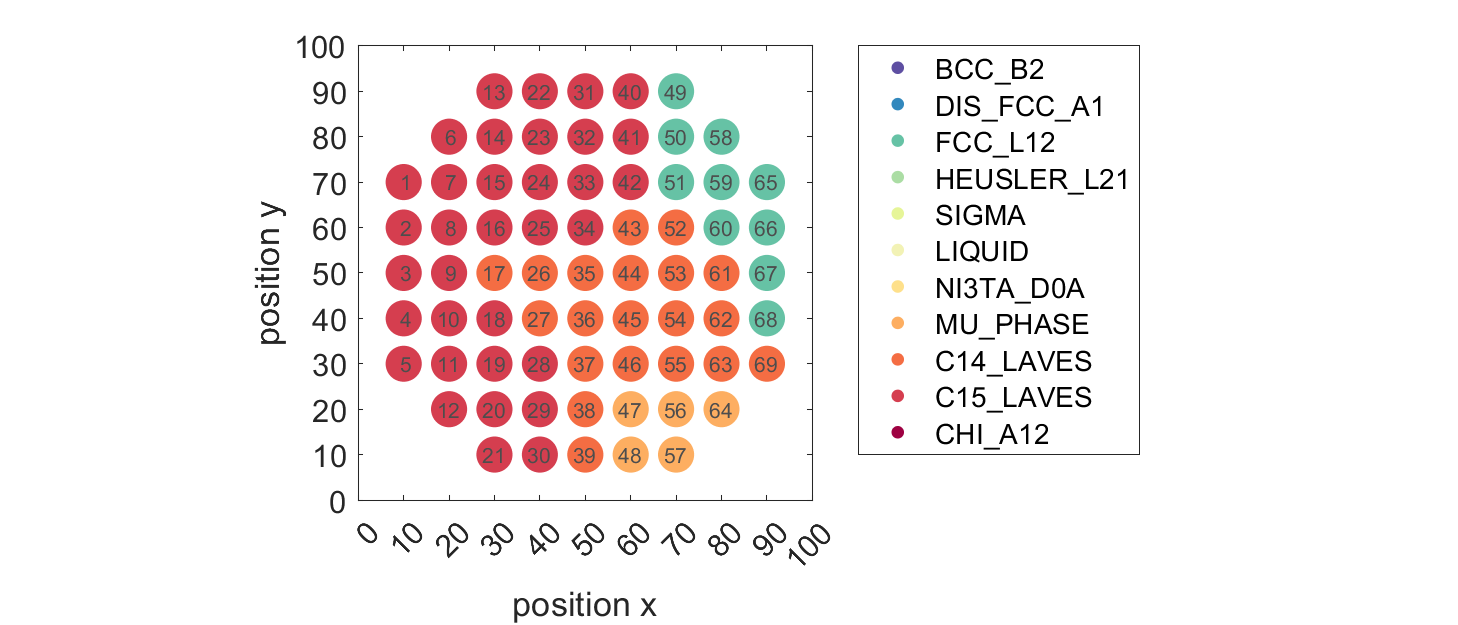 100
90 13 22 31 40 49
80 6 14 23 32 41 50 58
70 1 7 15 24 33 42 51 59 65
60 2 8 16 25 34 43 52 60 66
50 3 9 17 26 35 44 53 61 67
40 4 10 18 27 36 45 54 62 68
30 5 11 19 28 37 46 55 63 69
20 12 20 29 38 47 56 64
10 21 30 39 48 57
0
0 10 20 30 40 50 60 70 80 90 100
position x
position y
BCC_B2
DIS_FCC_A1
FCC_L12
HEUSLER_L21
SIGMA
LIQUID
NI3TA_D0A
MU_PHASE
C14_LAVES
C15_LAVES
CHI_A12